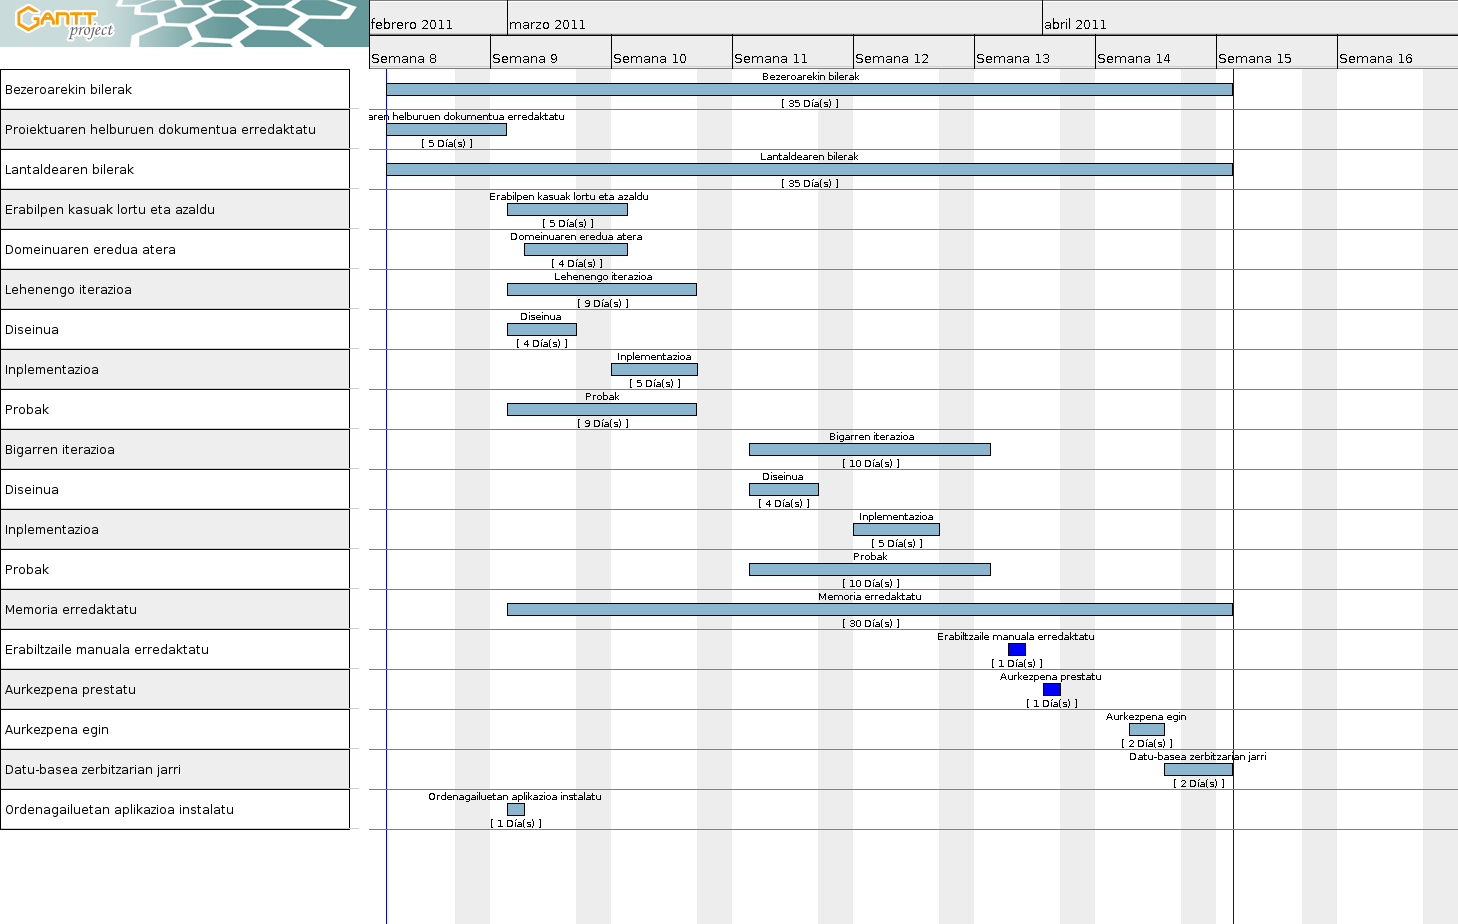 GANTT
project
febrero 2011
marzo 2011
abril 2011
Semana 8
Semana 9
Semana 10
Semana 11
Semana 12
Semana 13
Semana 14
Semana 15
Semana 16
Bezeroarekin bilerak
Bezeroarekin bilerak
[ 35 Día(s) ]
Proiektuaren helburuen dokumentua erredaktatu
aren helburuen dokumentua erredaktatu
[ 5 Día(s) ]
Lantaldearen bilerak
Lantaldearen bilerak
[ 35 Día(s) ]
Erabilpen kasuak lortu eta azaldu
Erabilpen kasuak lortu eta azaldu
[ 5 Día(s) ]
Domeinuaren eredua atera
Domeinuaren eredua atera
[ 4 Día(s) ]
Lehenengo iterazioa
Lehenengo iterazioa
[ 9 Día(s) ]
Diseinua
Diseinua
[ 4 Día(s) ]
Inplementazioa
Inplementazioa
[ 5 Día(s) ]
Probak
Probak
[ 9 Día(s) ]
Bigarren iterazioa
Bigarren iterazioa
[ 10 Día(s) ]
Diseinua
Diseinua
[ 4 Día(s) ]
Inplementazioa
Inplementazioa
[ 5 Día(s) ]
Probak
Probak
[ 10 Día(s) ]
Memoria erredaktatu
Memoria erredaktatu
[ 30 Día(s) ]
Erabiltzaile manuala erredaktatu
Erabiltzaile manuala erredaktatu
[ 1 Día(s) ]
Aurkezpena prestatu
Aurkezpena prestatu
[ 1 Día(s) ]
Aurkezpena egin
Aurkezpena egin
[ 2 Día(s) ]
Datu-basea zerbitzarian jarri
Datu-basea zerbitzarian jarri
[ 2 Día(s) ]
Ordenagailuetan aplikazioa instalatu
Ordenagailuetan aplikazioa instalatu
[ 1 Día(s) ]